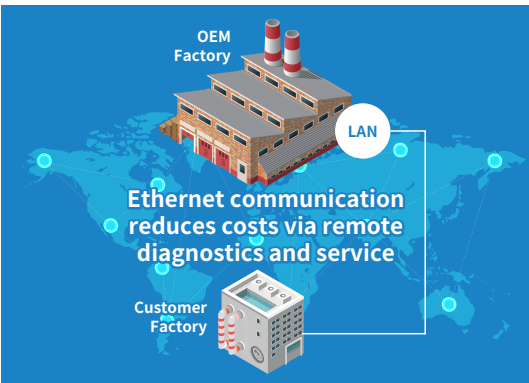 OEM
Factory
LAN
Ethernet communication
reduces costs via remote
diagnostics and service
Customer
Factory